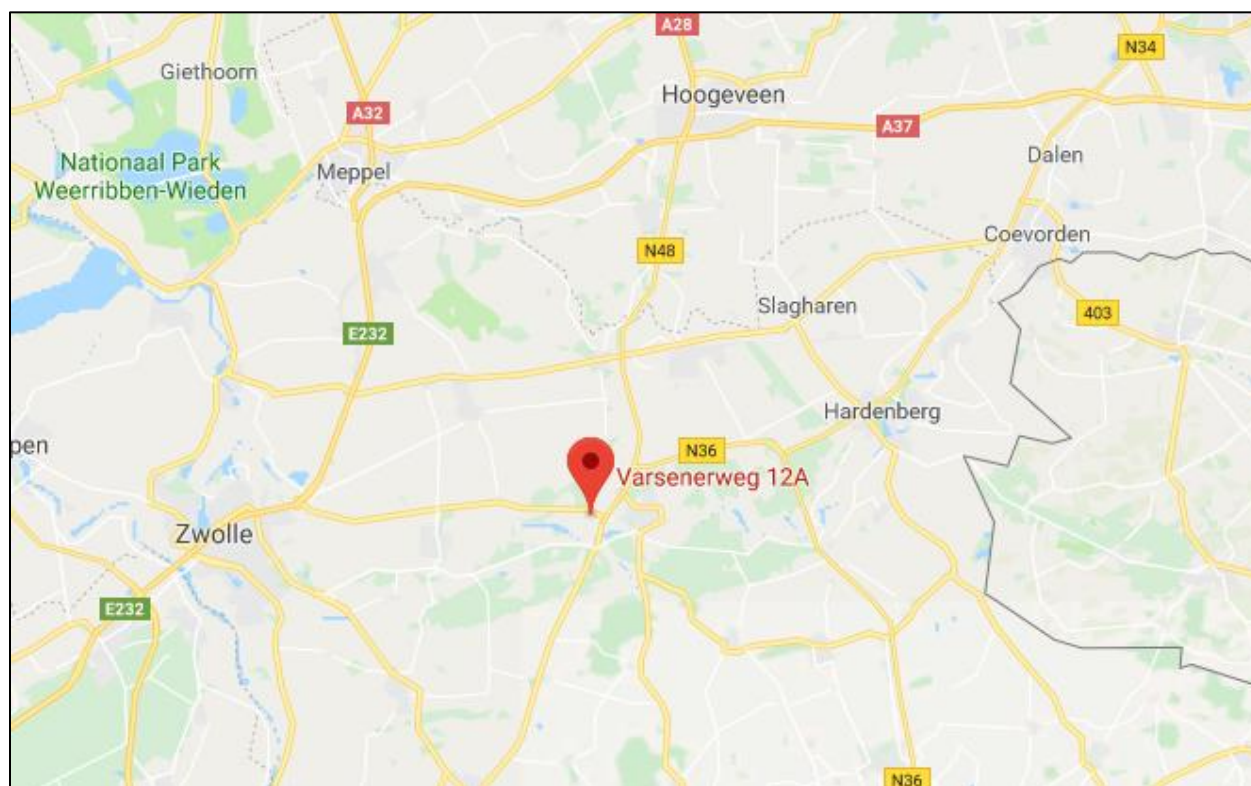 A28
N34
Giethoorn
Hoogeveen
A32
A37
Nationaal Park
Weerribben-Wieden
Meppel
Dalen
Coevorden
N48
Slagharen
403
E232
Hardenberg
pen
N36
Varsenerweg 12A
Zwolle
E232
N36